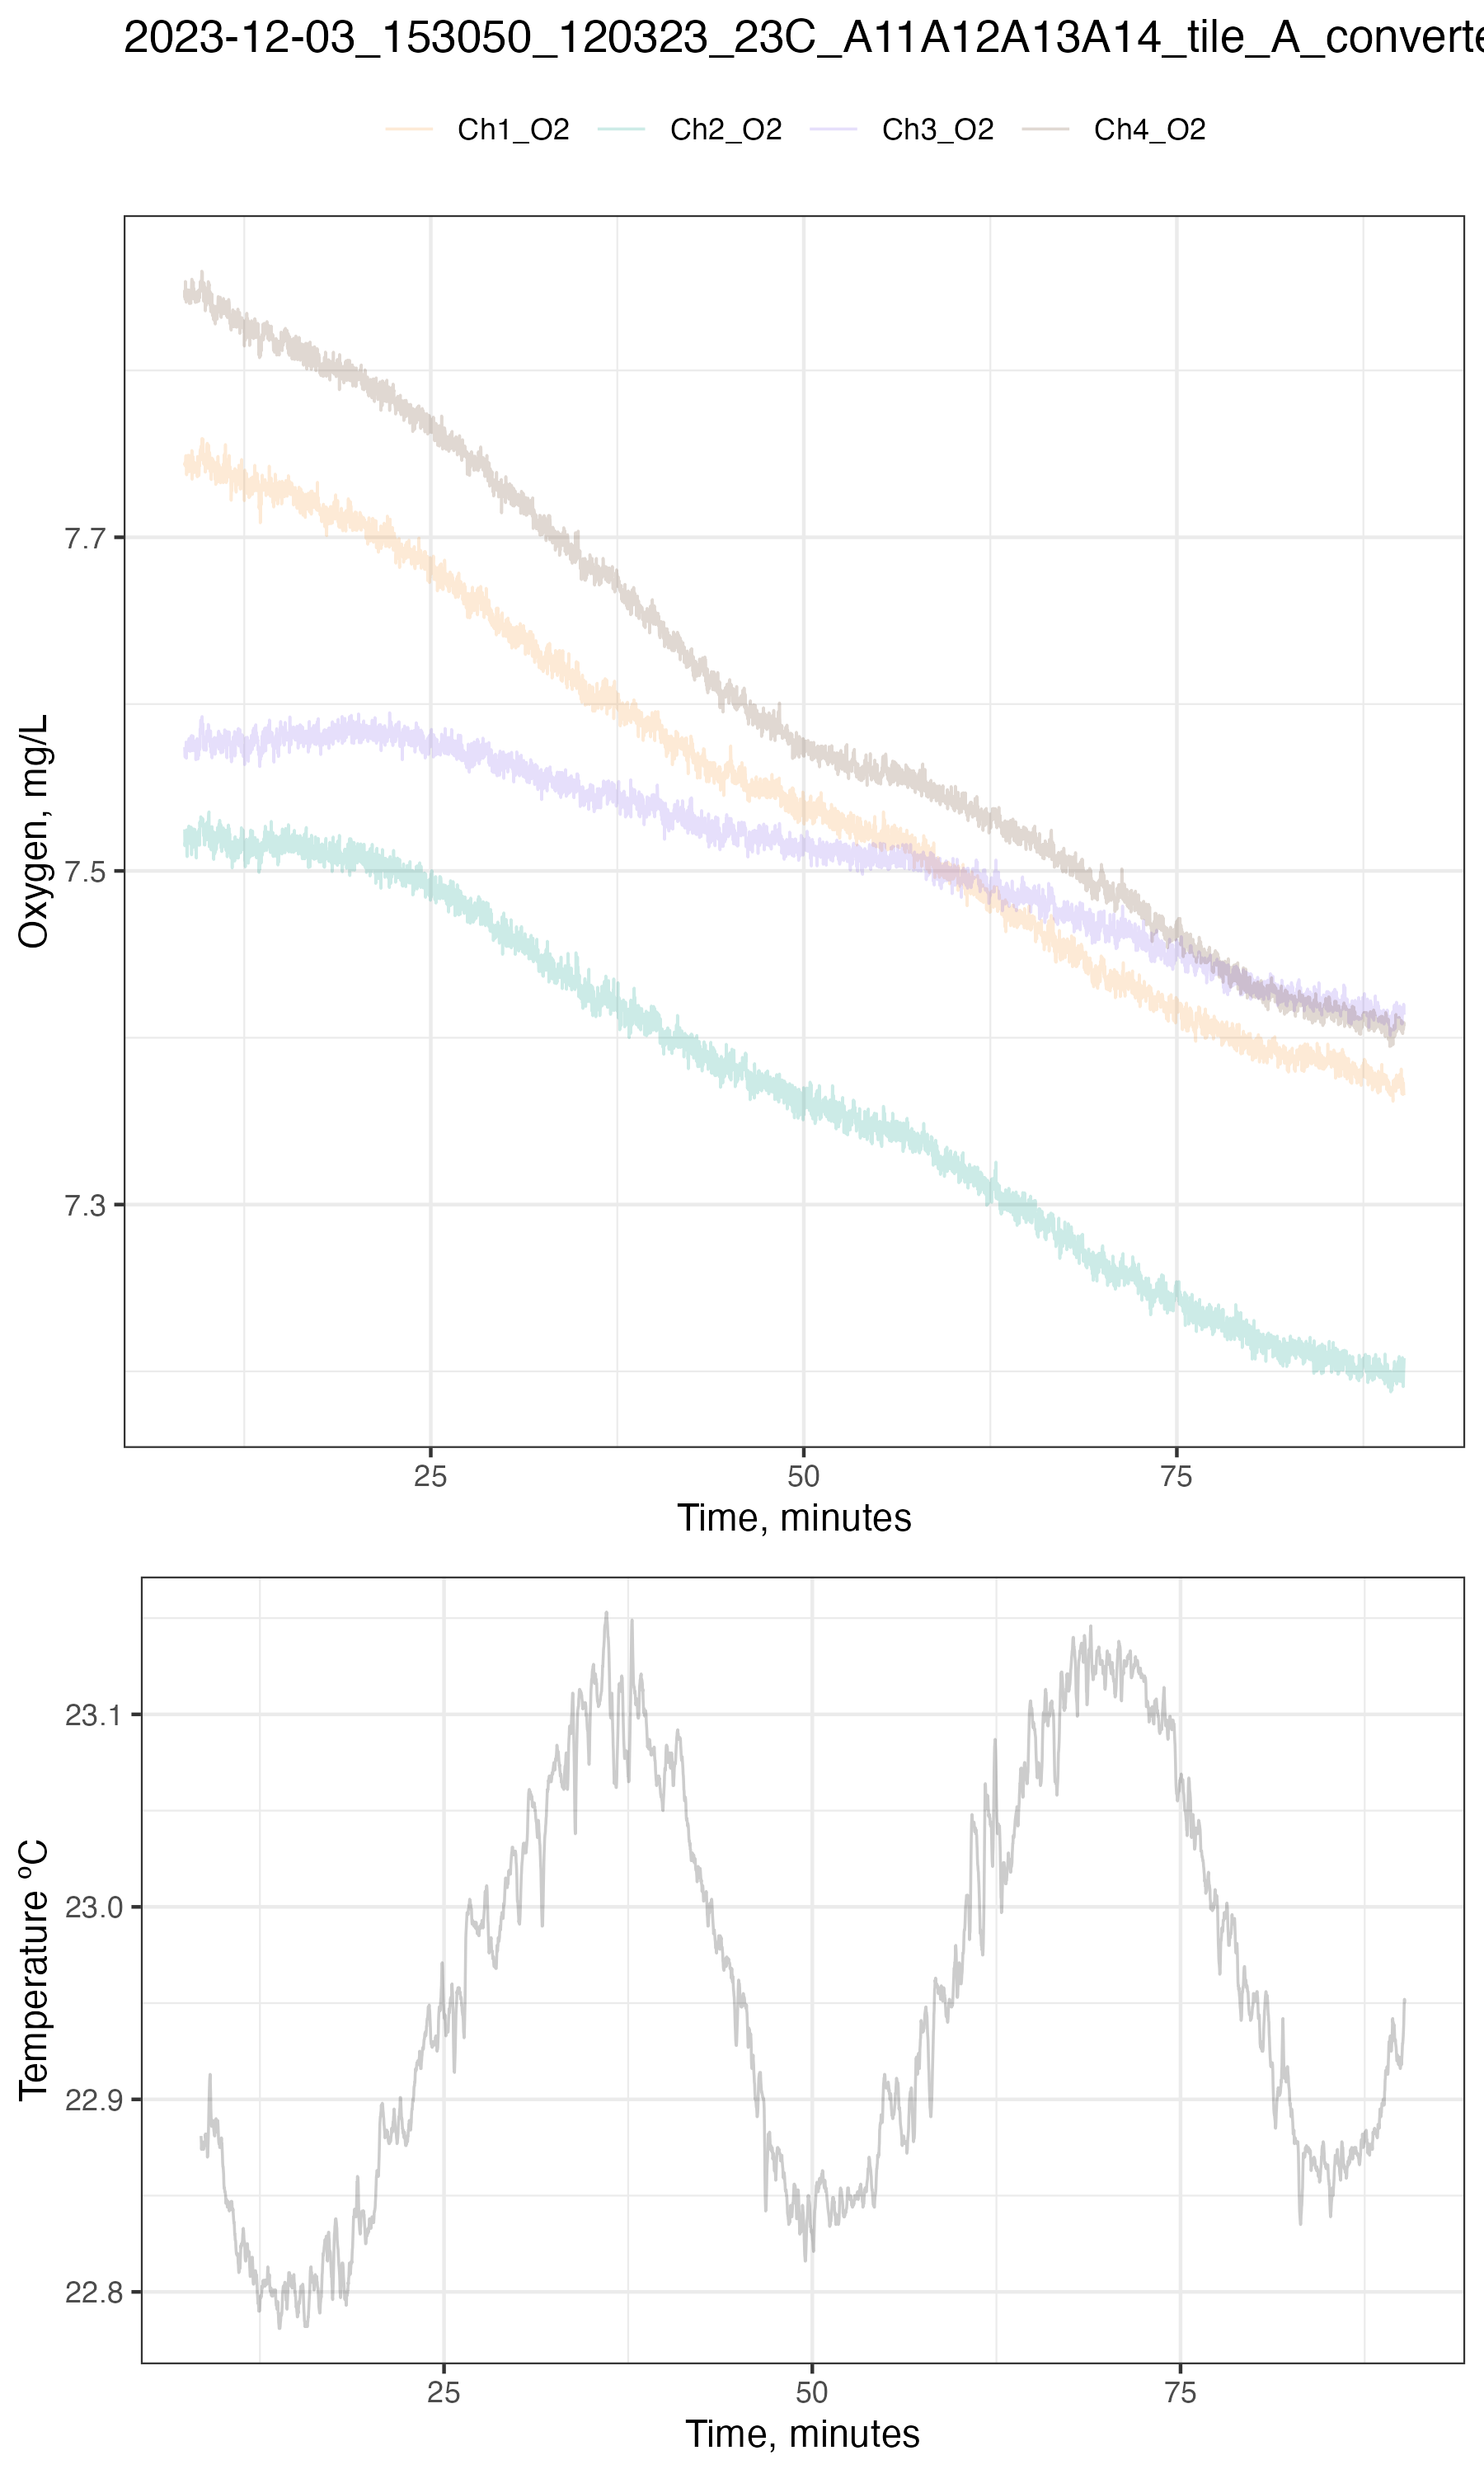 2023-12-03_153050_120323_23C_A11A12A13A14_tile_A_converte
Ch1_O2 Ch2_O2 Ch3_O2 Ch4_O2
Oxygen, mg/L
7.7
7.5
7.3
25 50 75
Time, minutes
Temperature ºC
23.1
23.0
22.9
22.8
25 50 75
Time, minutes